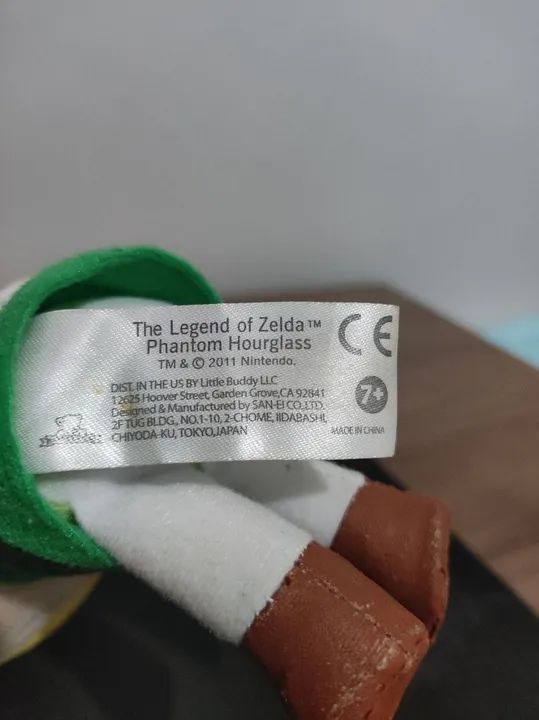 The Legend of Zelda™
Phantom Hourglass
TM & © 2011 Nintendo.
CE
DIST. IN THE US BY Little Buddy LLC
12625 Hoover Street, Garden Grove,CA 92841
Designed & Manufactured by SAN-EI CO.,LTD.
2F TUG BLDG., NO.1-10, 2-CHOME, IIDABASHI,
CHIYODA-KU, TOKYO,JAPAN
7+
MADE IN CHINA